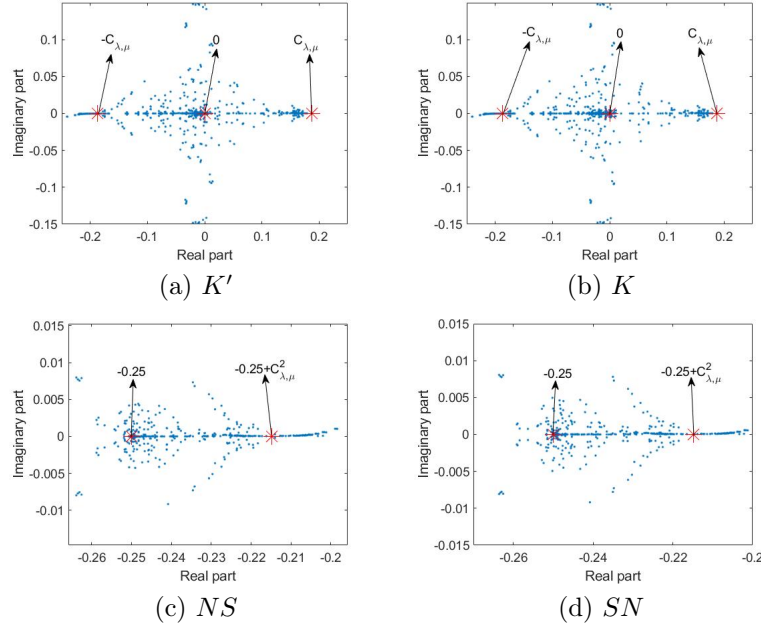 -C_{λ,μ} 0 C_{λ,μ}
0.1
0.05
0
-0.05
-0.1
-0.15
Imaginary part
-0.2 -0.1 0 0.1 0.2
Real part
(a) K′
-C_{λ,μ} 0 C_{λ,μ}
0.1
0.05
0
-0.05
-0.1
-0.15
Imaginary part
-0.2 -0.1 0 0.1 0.2
Real part
(b) K
0.015
0.01
0.005
0
-0.005
-0.01
Imaginary part
-0.25 -0.25+C²_{λ,μ}
-0.26 -0.25 -0.24 -0.23 -0.22 -0.21 -0.2
Real part
(c) NS
0.015
0.01
0.005
0
-0.005
-0.01
-0.015
Imaginary part
-0.25 -0.25+C²_{λ,μ}
-0.26 -0.24 -0.22 -0.2
Real part
(d) SN